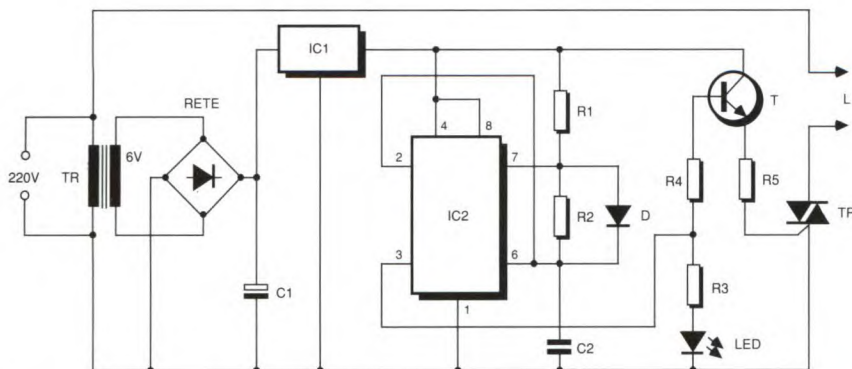 IC1
L
T
RETE
R1
4
8
6V
2
7
220V
TR
R4
R5
IC2
R2
D
TR
3
6
R3
C1
1
C2
LED